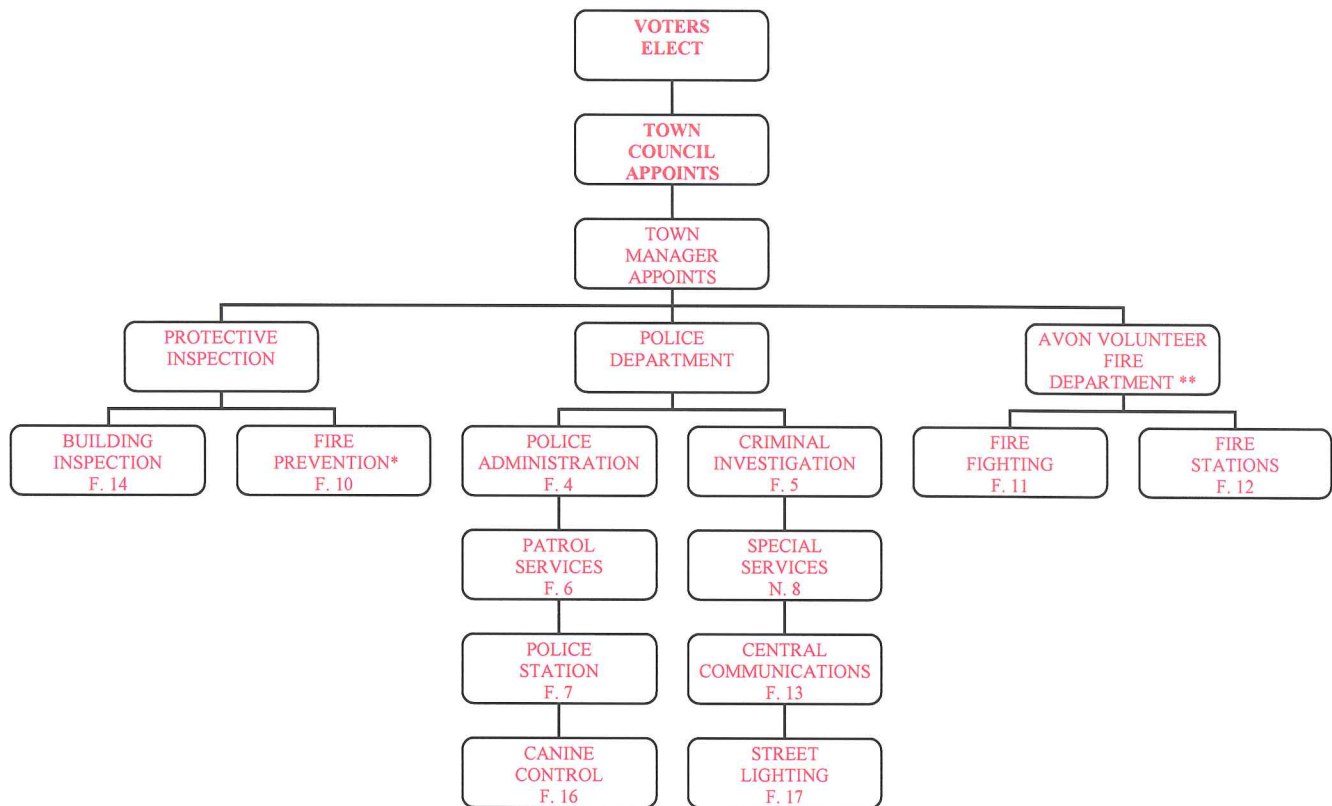 VOTERS
ELECT
TOWN
COUNCIL
APPOINTS
TOWN
MANAGER
APPOINTS
PROTECTIVE
INSPECTION
POLICE
DEPARTMENT
AVON VOLUNTEER
FIRE
DEPARTMENT **
BUILDING
INSPECTION
F. 14
FIRE
PREVENTION*
F. 10
POLICE
ADMINISTRATION
F. 4
CRIMINAL
INVESTIGATION
F. 5
FIRE
FIGHTING
F. 11
FIRE
STATIONS
F. 12
PATROL
SERVICES
F. 6
SPECIAL
SERVICES
N. 8
POLICE
STATION
F. 7
CENTRAL
COMMUNICATIONS
F. 13
CANINE
CONTROL
F. 16
STREET
LIGHTING
F. 17